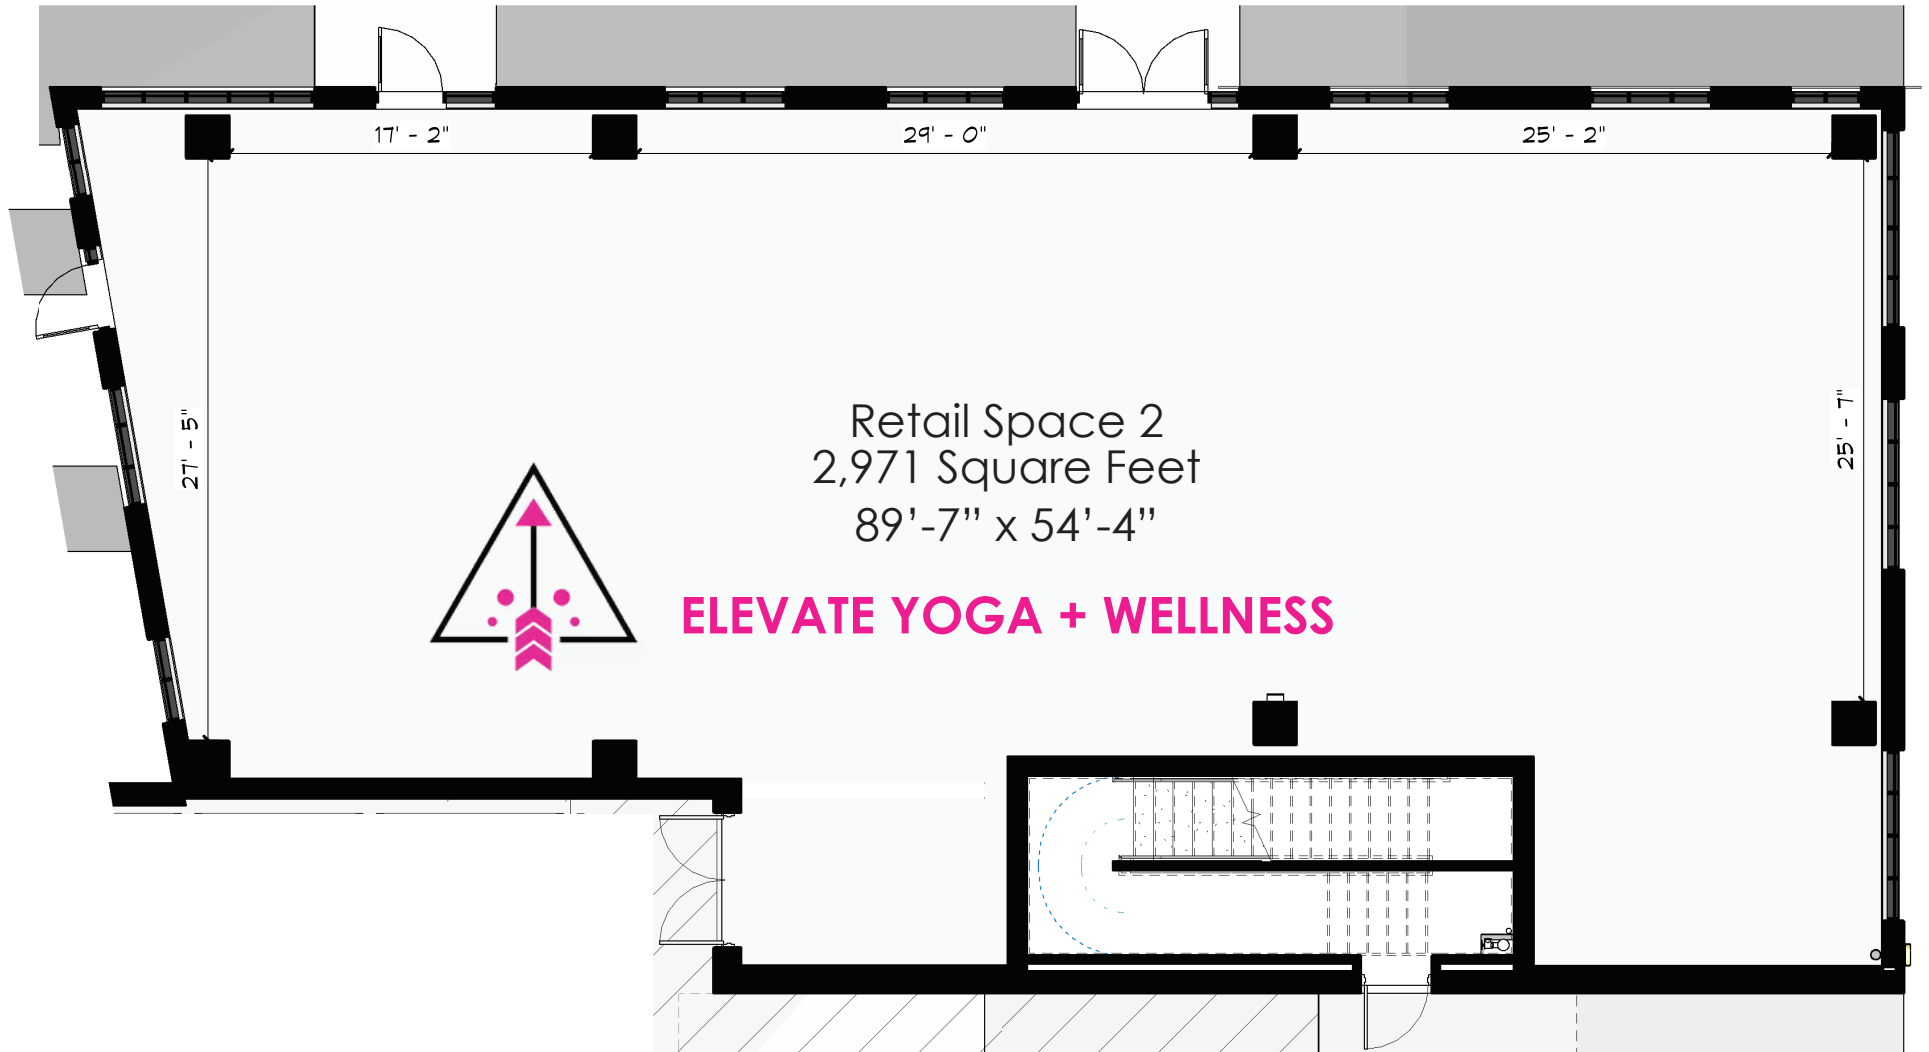 17' - 2"
29' - 0"
25' - 2"
27' - 5"
25' - 7"
Retail Space 2
2,971 Square Feet
89’-7” x 54’-4”
ELEVATE YOGA + WELLNESS